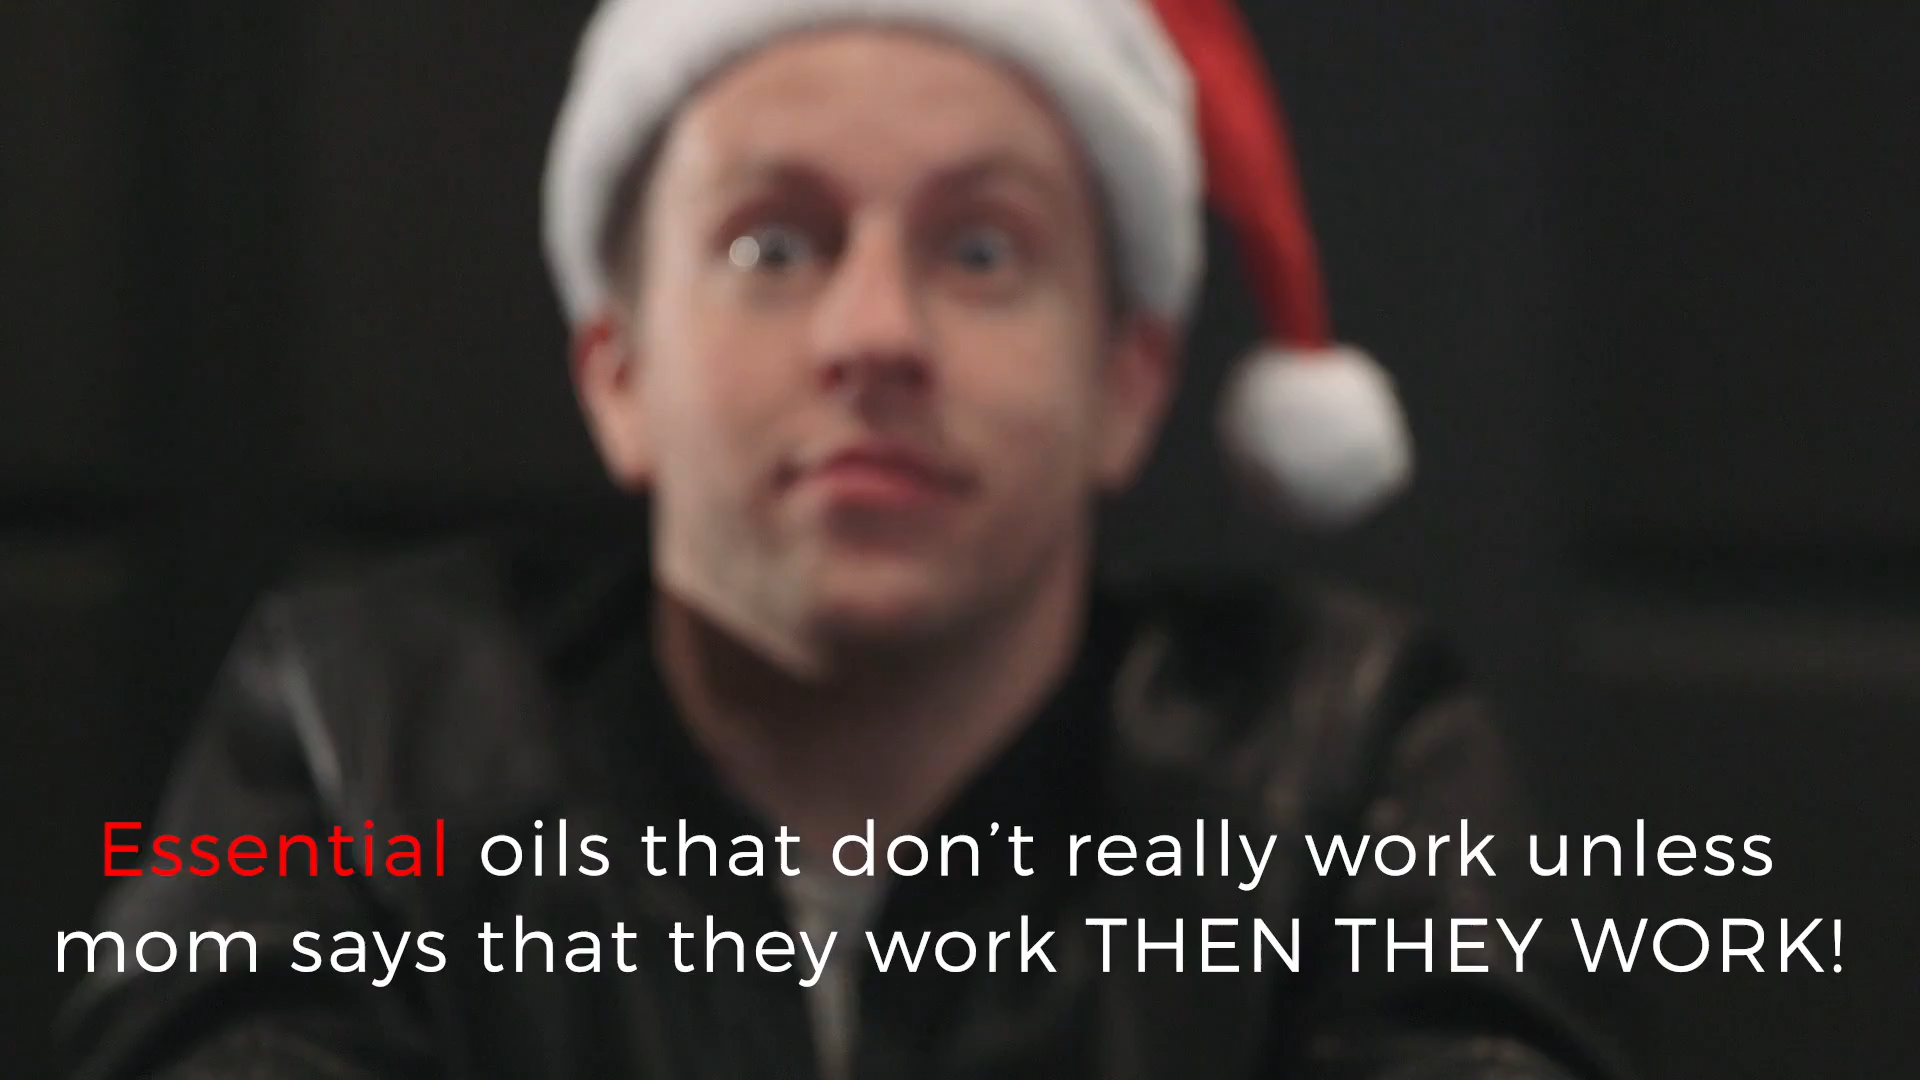 Essential oils that don’t really work unless
mom says that they work THEN THEY WORK!